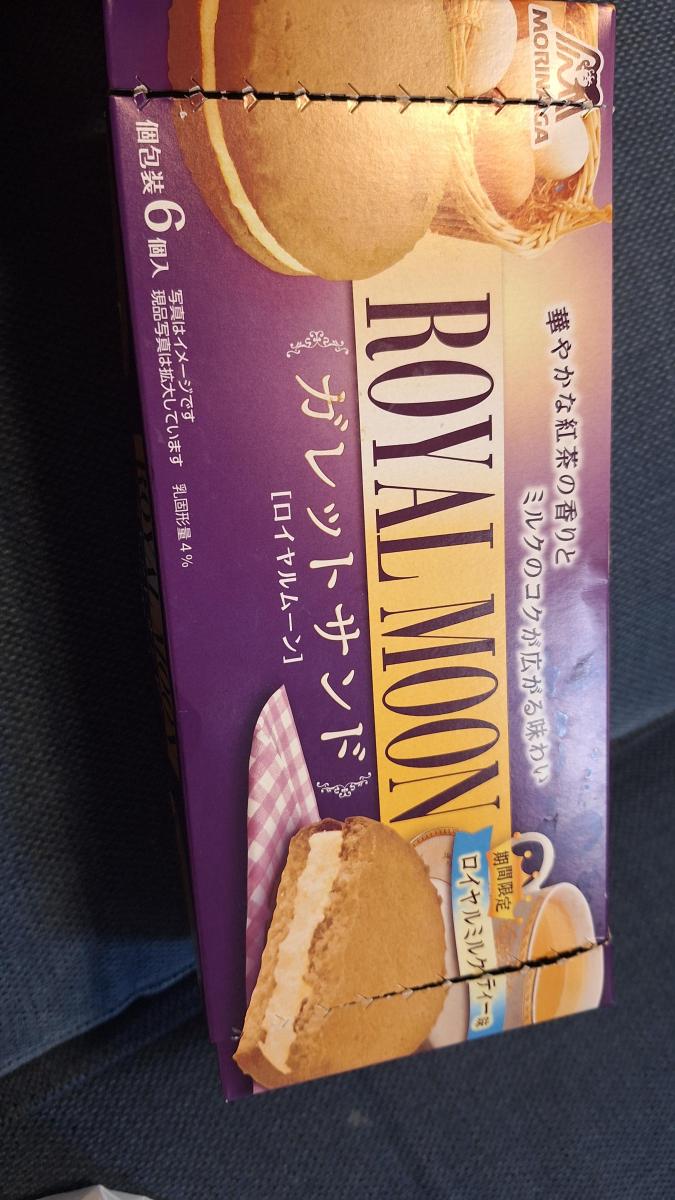 MORINAGA
華やかな紅茶の香りと
ミルクのコクが広がる味わい
ROYAL MOON
ガレットサンド
[ロイヤルムーン]
期間限定
ロイヤルミルクティー味
個包装6個入
写真はイメージです
現品写真は拡大しています 乳固形量4%